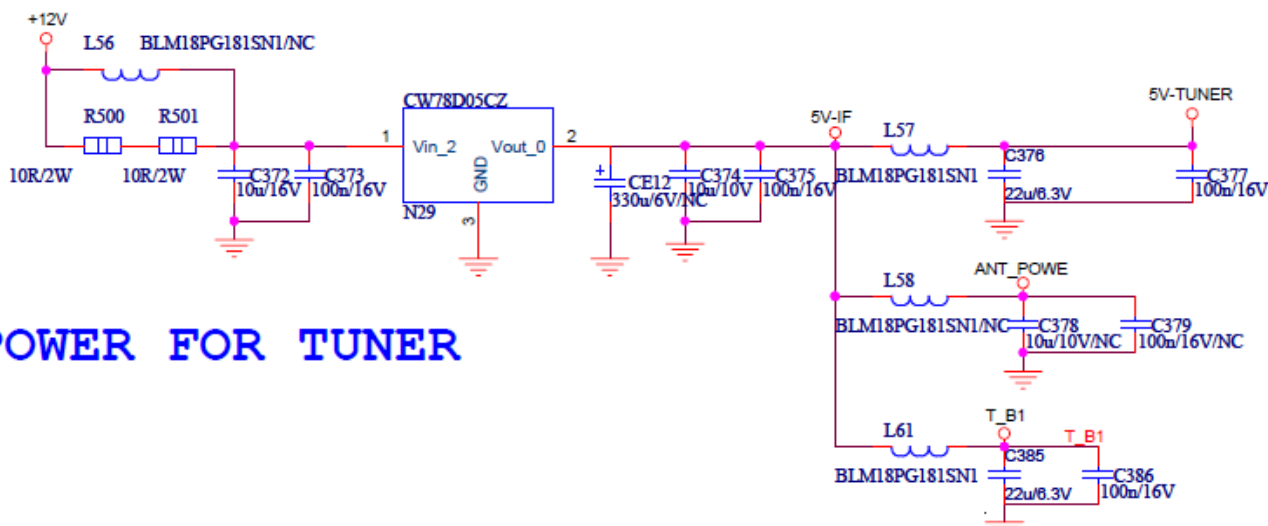 +12V
L56 BLM18PG181SN1/NC
R500 R501
10R/2W 10R/2W
C372
10u/16V
C373
100n/16V
CW78D05CZ
1 Vin_2 Vout_0 2
GND
N29
3
CE12
330u/6V/NC
C374
10u/10V
C375
100n/16V
5V-IF
L57
BLM18PG181SN1
5V-TUNER
C376
22u/6.3V
C377
100n/16V
L58
BLM18PG181SN1/NC
ANT_POWE
C378
10u/10V/NC
C379
100n/16V/NC
POWER FOR TUNER
L61
BLM18PG181SN1
T_B1
T_B1
C385
22u/6.3V
C386
100n/16V